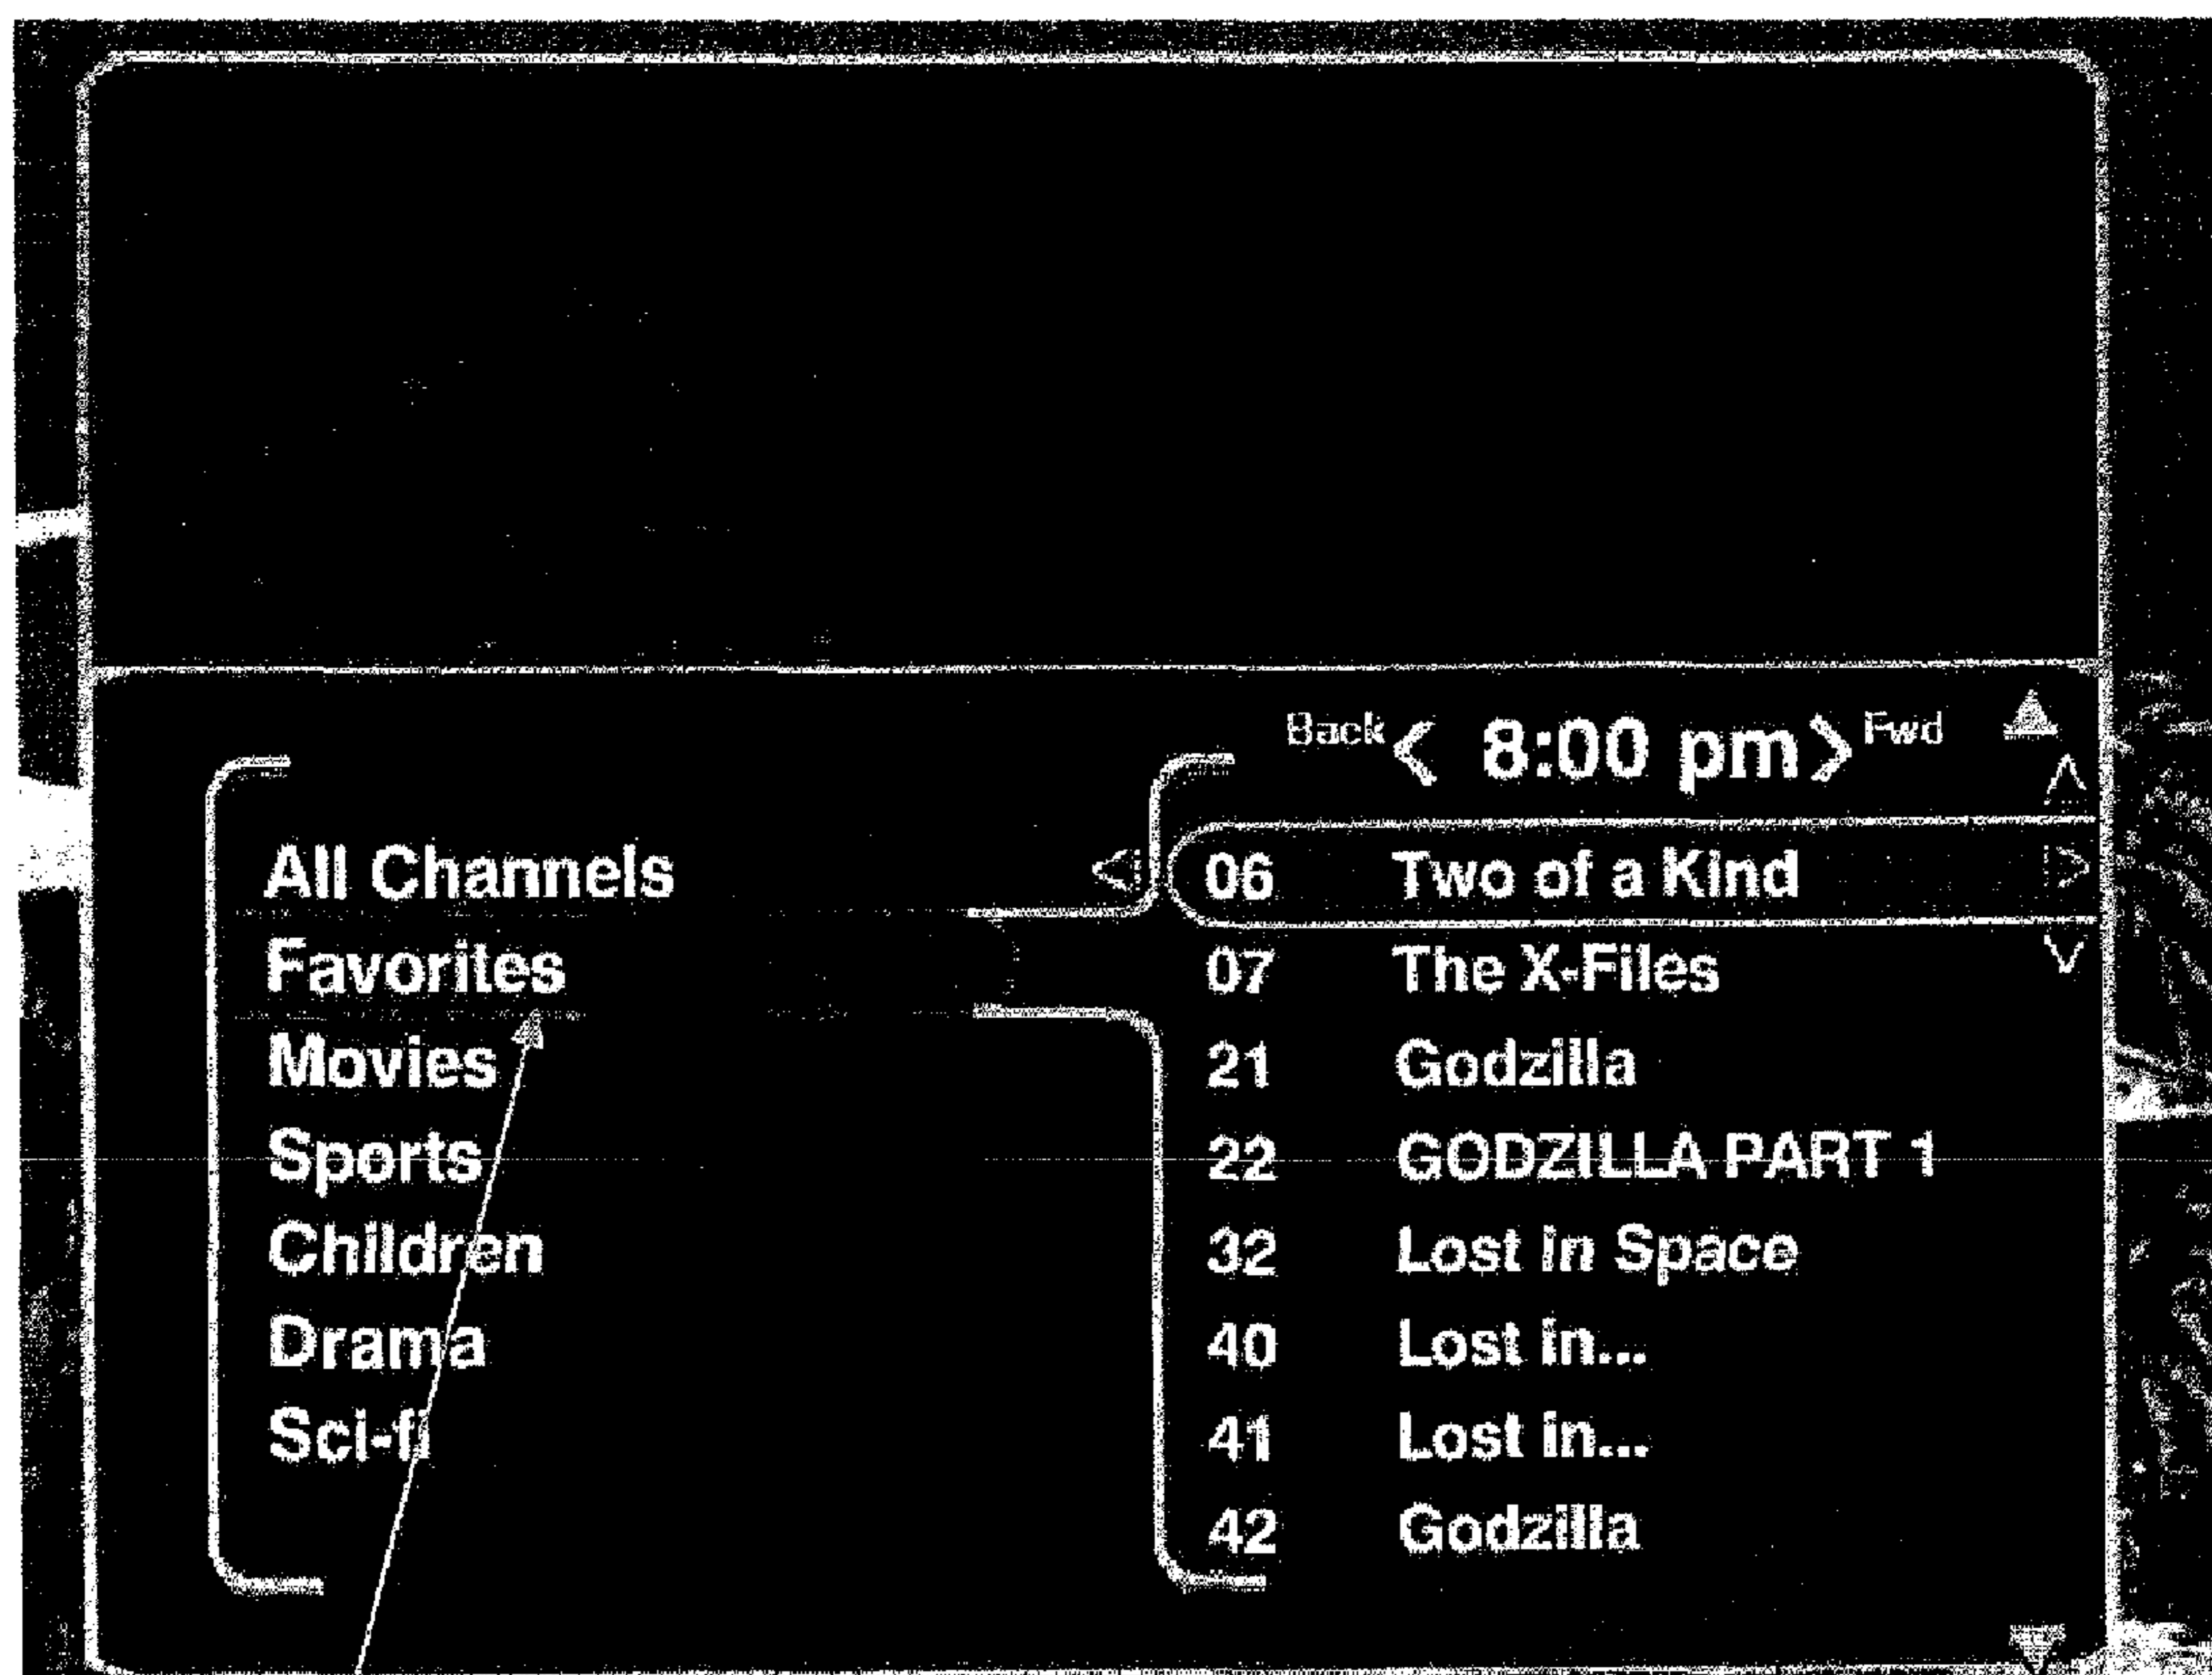 Back < 8:00 pm > Fwd
All Channels
Favorites
Movies
Sports
Children
Drama
Sci-fi
06 Two of a Kind
07 The X-Files
21 Godzilla
22 GODZILLA PART 1
32 Lost in Space
40 Lost in...
41 Lost in...
42 Godzilla